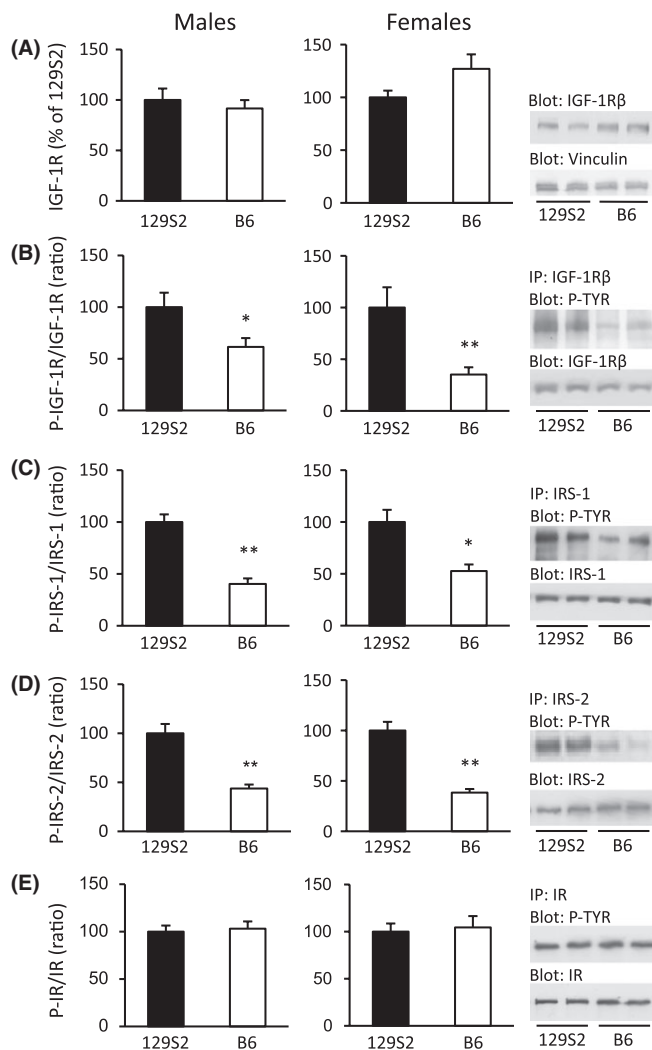 Males Females
(A)
IGF-1R (% of 129S2)
150
100
50
0
129S2 B6
150
100
50
0
129S2 B6
Blot: IGF-1Rβ
Blot: Vinculin
129S2 B6
(B)
P-IGF-1R/IGF-1R (ratio)
150
100
50
0
*
129S2 B6
150
100
50
0
**
129S2 B6
IP: IGF-1Rβ
Blot: P-TYR
Blot: IGF-1Rβ
129S2 B6
(C)
P-IRS-1/IRS-1 (ratio)
150
100
50
0
**
129S2 B6
150
100
50
0
*
129S2 B6
IP: IRS-1
Blot: P-TYR
Blot: IRS-1
129S2 B6
(D)
P-IRS-2/IRS-2 (ratio)
150
100
50
0
**
129S2 B6
150
100
50
0
**
129S2 B6
IP: IRS-2
Blot: P-TYR
Blot: IRS-2
129S2 B6
(E)
P-IR/IR (ratio)
150
100
50
0
129S2 B6
150
100
50
0
129S2 B6
IP: IR
Blot: P-TYR
Blot: IR
129S2 B6